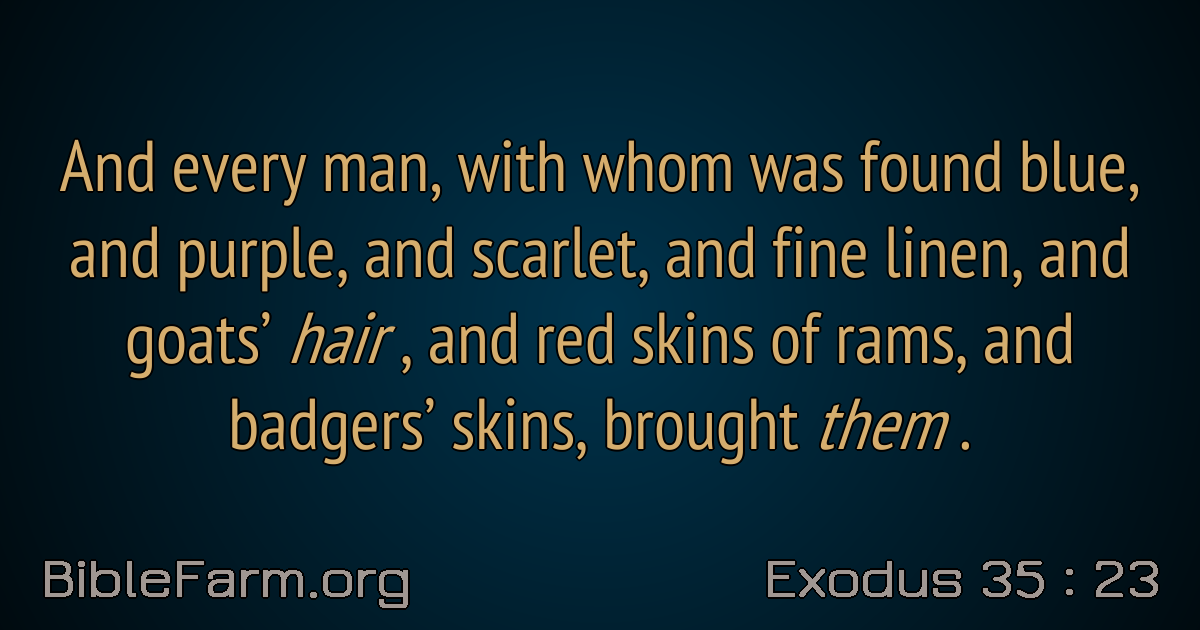 And every man, with whom was found blue,
and purple, and scarlet, and fine linen, and
goats’ hair , and red skins of rams, and
badgers’ skins, brought them .
BibleFarm.org
Exodus 35 : 23